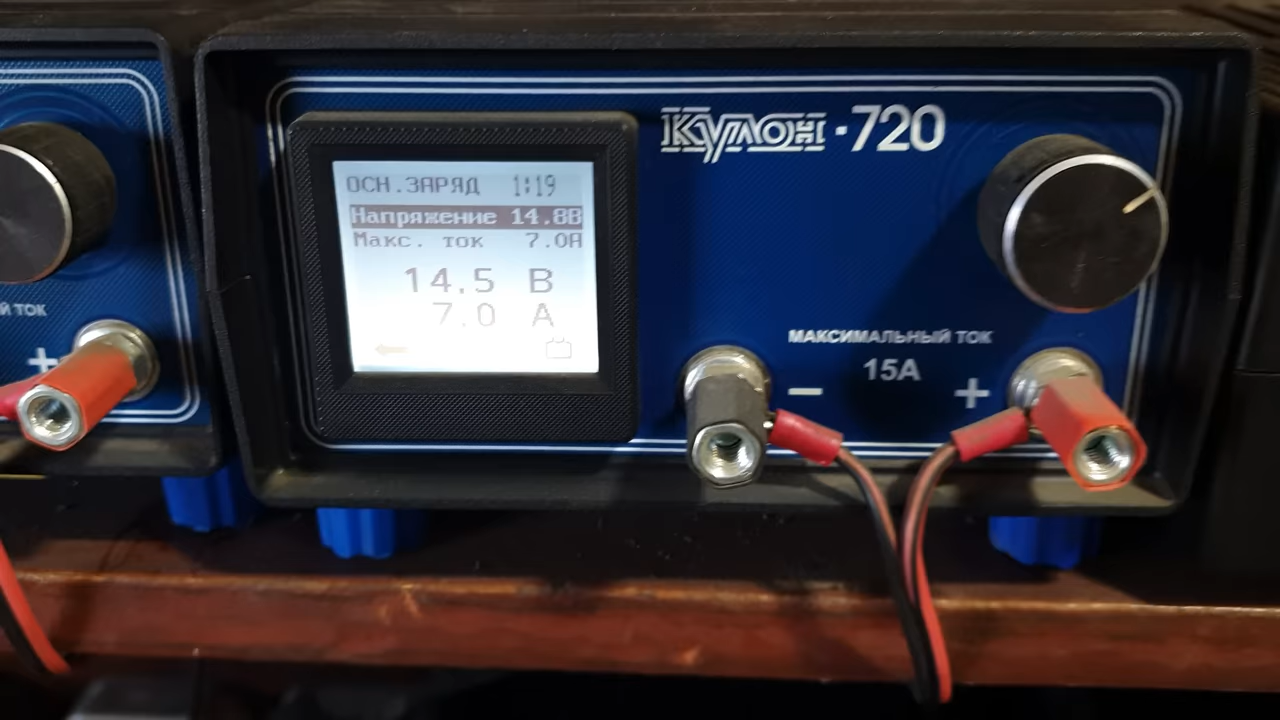 Кулон-720
ОСН.ЗАРЯД 1:19
Напряжение 14.8В
Макс. ток 7.0А
14.5 В
7.0 А
МАКСИМАЛЬНЫЙ ТОК
15А
− +
Й ТОК
+